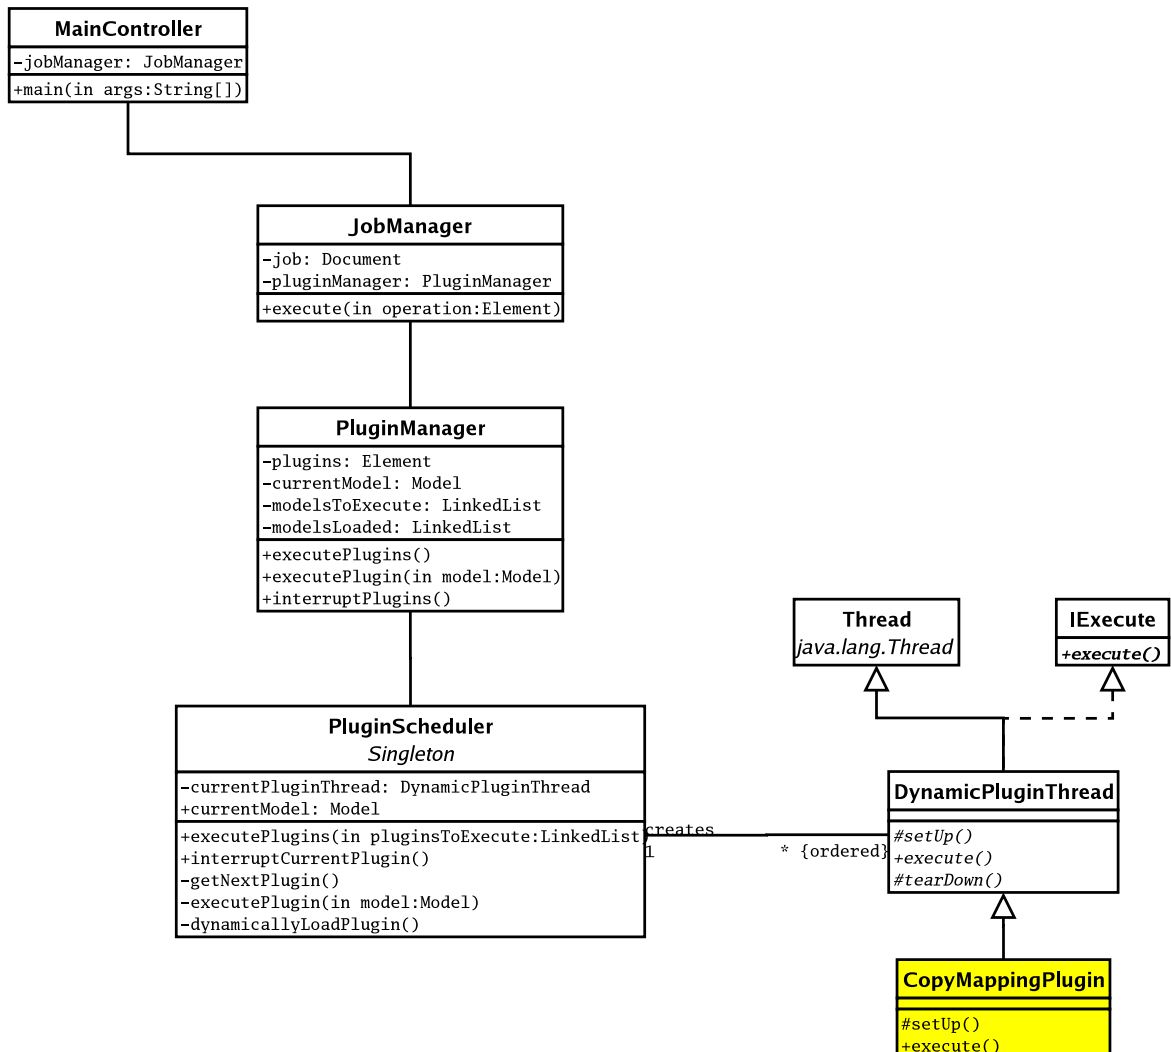 MainController
-jobManager: JobManager
+main(in args:String[])
JobManager
-job: Document
-pluginManager: PluginManager
+execute(in operation:Element)
PluginManager
-plugins: Element
-currentModel: Model
-modelsToExecute: LinkedList
-modelsLoaded: LinkedList
+executePlugins()
+executePlugin(in model:Model)
+interruptPlugins()
Thread
java.lang.Thread
IExecute
+execute()
PluginScheduler
Singleton
-currentPluginThread: DynamicPluginThread
+currentModel: Model
+executePlugins(in pluginsToExecute:LinkedList)
+interruptCurrentPlugin()
-getNextPlugin()
-executePlugin(in model:Model)
-dynamicallyLoadPlugin()
creates
1
* {ordered}
DynamicPluginThread
#setUp()
+execute()
#tearDown()
CopyMappingPlugin
#setUp()
+execute()